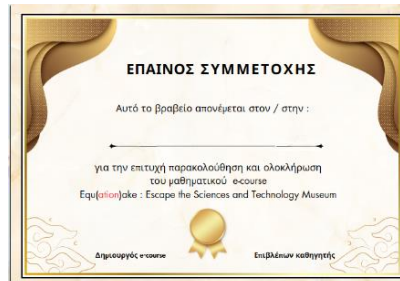 ΕΠΑΙΝΟΣ ΣΥΜΜΕΤΟΧΗΣ
Αυτό το βραβείο απονέμεται στον / στην :
για την επιτυχή παρακολούθηση και ολοκλήρωση
του μαθηματικού e-course
Equ(ation)ake : Escape the Sciences and Technology Museum
Δημιουργός e-course
Επιβλέπων καθηγητής